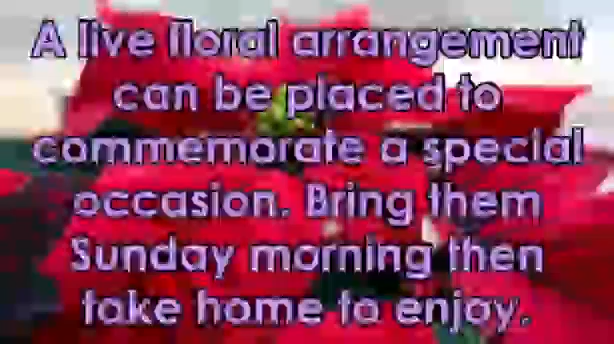 A live floral arrangement
can be placed to
commemorate a special
occasion. Bring them
Sunday morning then
take home to enjoy.